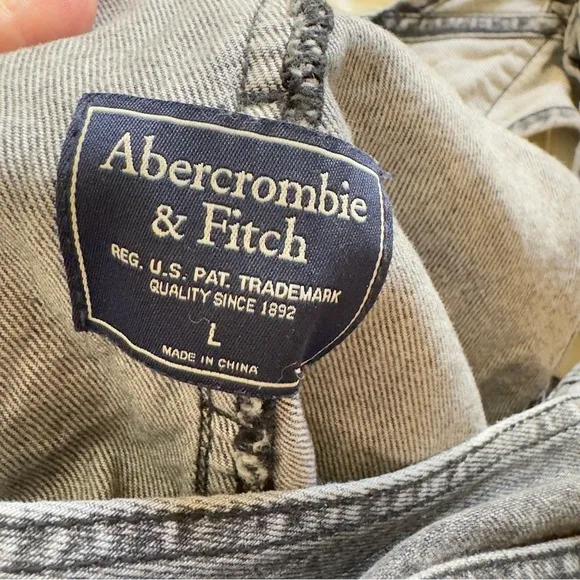 Abercrombie
& Fitch
REG. U.S. PAT. TRADEMARK
QUALITY SINCE 1892
L
MADE IN CHINA